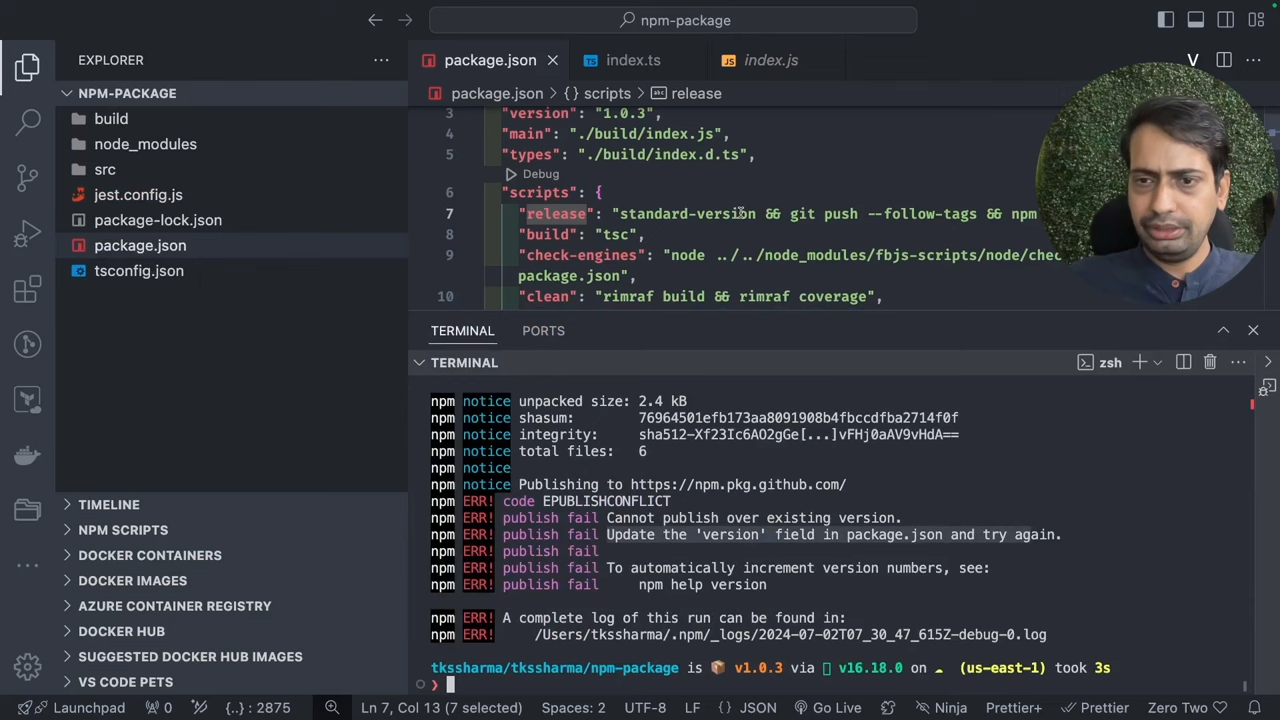 npm-package
EXPLORER
package.json
index.ts
index.js
V
NPM-PACKAGE
package.json › {} scripts › release
build
node_modules
src
jest.config.js
package-lock.json
package.json
tsconfig.json
3 "version": "1.0.3",
4 "main": "./build/index.js",
5 "types": "./build/index.d.ts",
Debug
6 "scripts": {
7 "release": "standard-version && git push --follow-tags && npm
8 "build": "tsc",
9 "check-engines": "node ../../node_modules/fbjs-scripts/node/chec
package.json",
10 "clean": "rimraf build && rimraf coverage",
TERMINAL PORTS
TERMINAL
zsh
npm notice unpacked size: 2.4 kB
npm notice shasum: 76964501efb173aa8091908b4fbccdfba2714f0f
npm notice integrity: sha512-Xf23Ic6AO2gGe[...]vFHj0aAV9vHdA==
npm notice total files: 6
npm notice
npm notice Publishing to https://npm.pkg.github.com/
npm ERR! code EPUBLISHCONFLICT
npm ERR! publish fail Cannot publish over existing version.
npm ERR! publish fail Update the 'version' field in package.json and try again.
npm ERR! publish fail
npm ERR! publish fail To automatically increment version numbers, see:
npm ERR! publish fail npm help version
npm ERR! A complete log of this run can be found in:
npm ERR! /Users/tkssharma/.npm/_logs/2024-07-02T07_30_47_615Z-debug-0.log
tkssharma/tkssharma/npm-package is 📦 v1.0.3 via v16.18.0 on ☁ (us-east-1) took 3s
❯
TIMELINE
NPM SCRIPTS
DOCKER CONTAINERS
DOCKER IMAGES
AZURE CONTAINER REGISTRY
DOCKER HUB
SUGGESTED DOCKER HUB IMAGES
VS CODE PETS
Launchpad 0 {..} : 2875 Ln 7, Col 13 (7 selected) Spaces: 2 UTF-8 LF {} JSON Go Live Ninja Prettier+ Prettier Zero Two